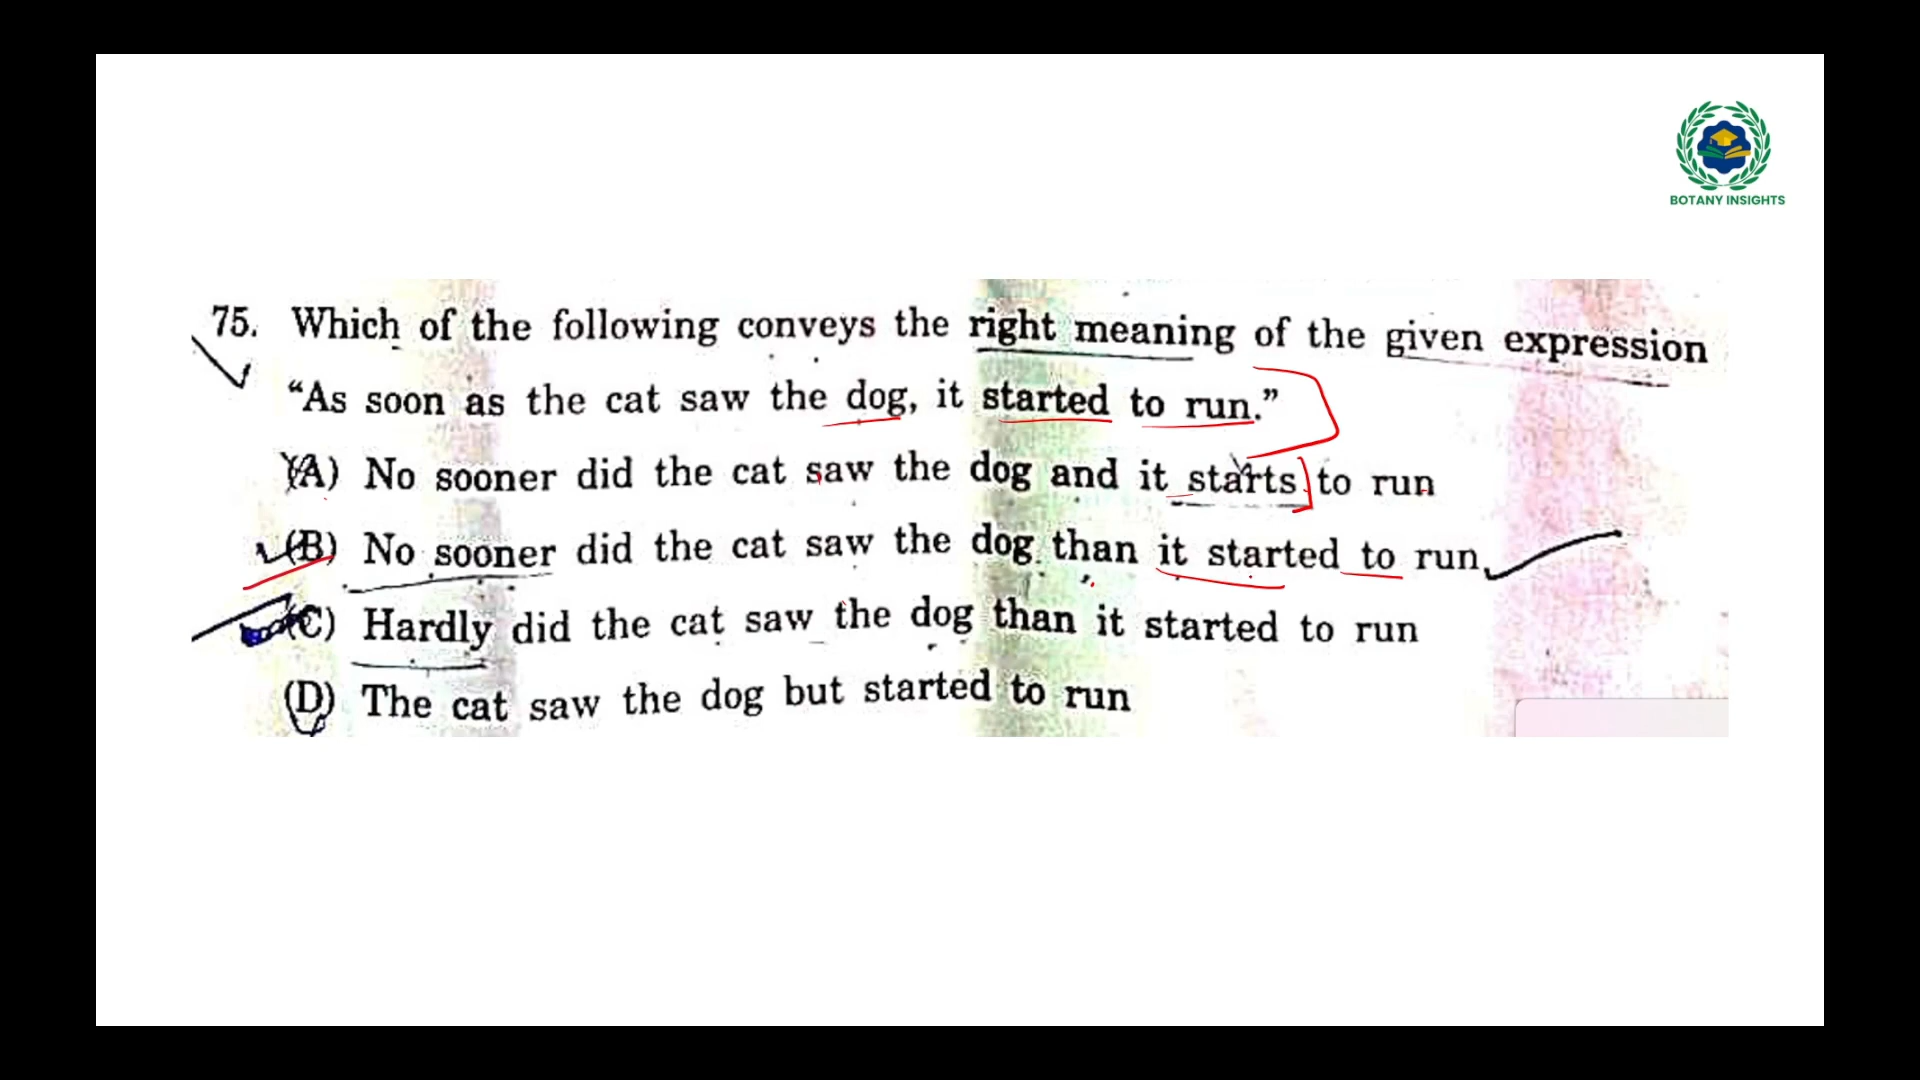 BOTANY INSIGHTS
75. Which of the following conveys the right meaning of the given expression
“As soon as the cat saw the dog, it started to run.”
(A) No sooner did the cat saw the dog and it starts to run
(B) No sooner did the cat saw the dog than it started to run
(C) Hardly did the cat saw the dog than it started to run
(D) The cat saw the dog but started to run